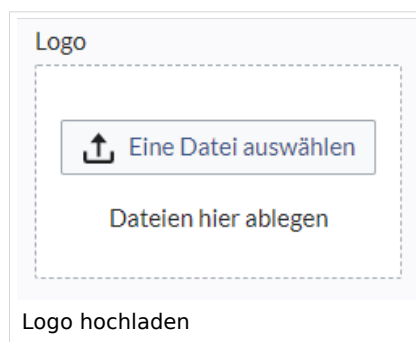 Logo
Eine Datei auswählen
Dateien hier ablegen
Logo hochladen